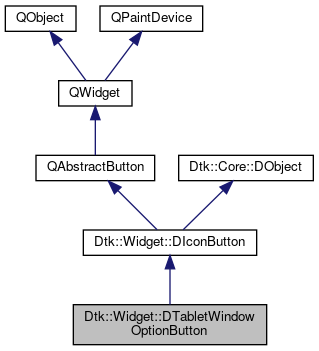 QObject
QPaintDevice
QWidget
QAbstractButton
Dtk::Core::DObject
Dtk::Widget::DIconButton
Dtk::Widget::DTabletWindow
OptionButton